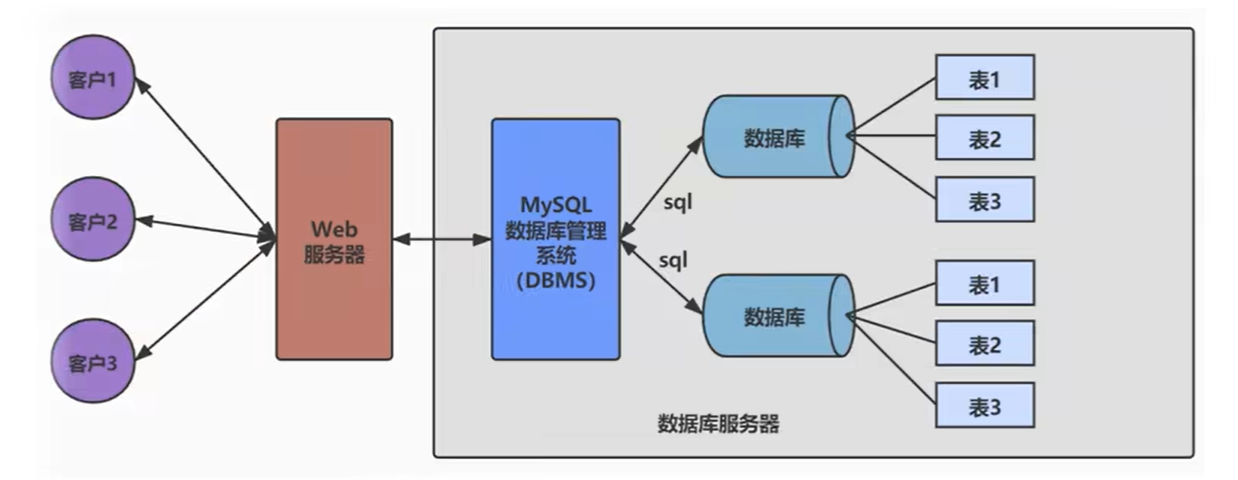 客户1
客户2
客户3
Web
服务器
MySQL
数据库管理
系统
(DBMS)
sql
sql
数据库
表1
表2
表3
数据库
表1
表2
表3
数据库服务器